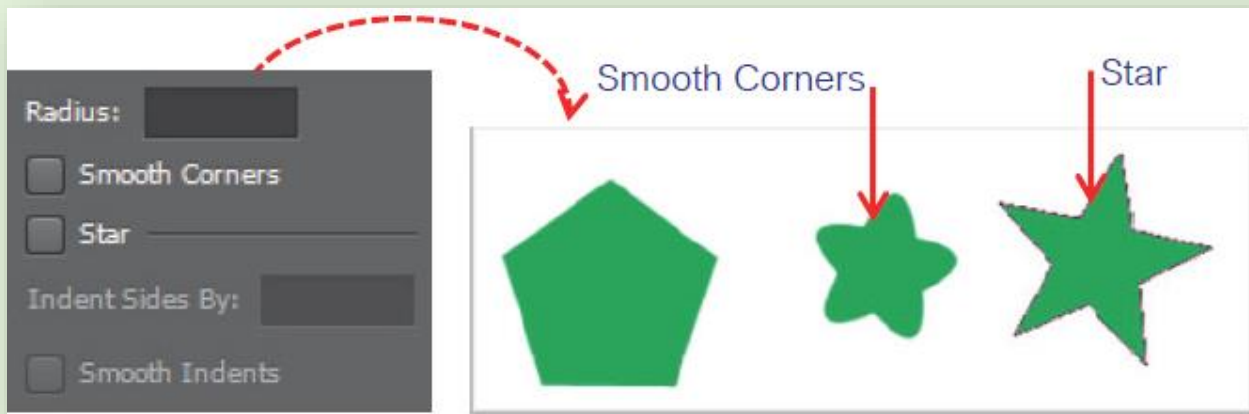 Radius:
Smooth Corners
Star
Indent Sides By:
Smooth Indents
Smooth Corners
Star